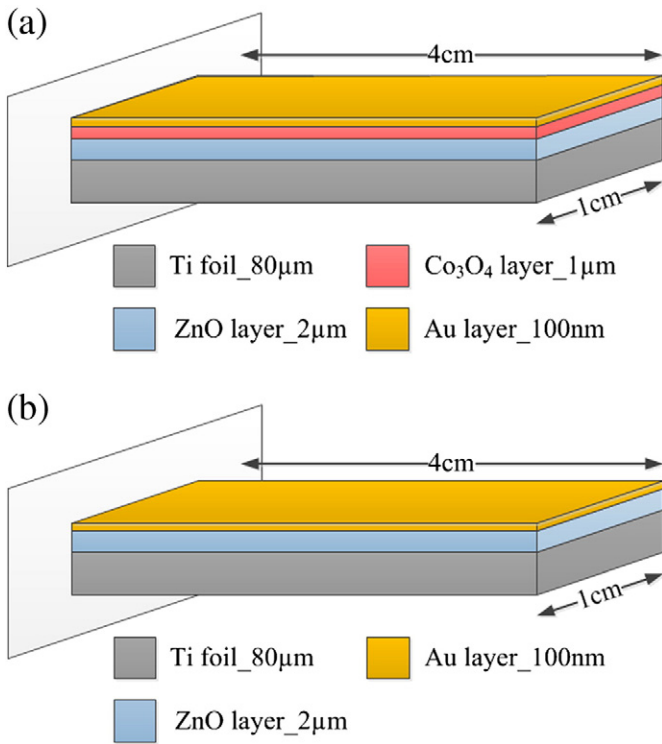 (a)
4cm
1cm
Ti foil_80μm Co₃O₄ layer_1μm
ZnO layer_2μm Au layer_100nm
(b)
4cm
1cm
Ti foil_80μm Au layer_100nm
ZnO layer_2μm